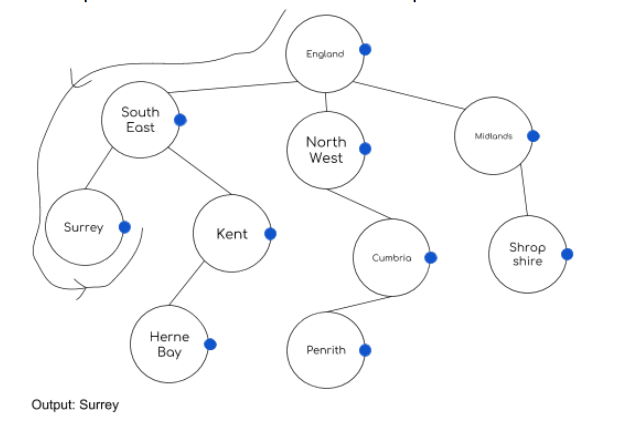 England
South
East
North
West
Midlands
Surrey
Kent
Cumbria
Shrop
shire
Herne
Bay
Penrith
Output: Surrey